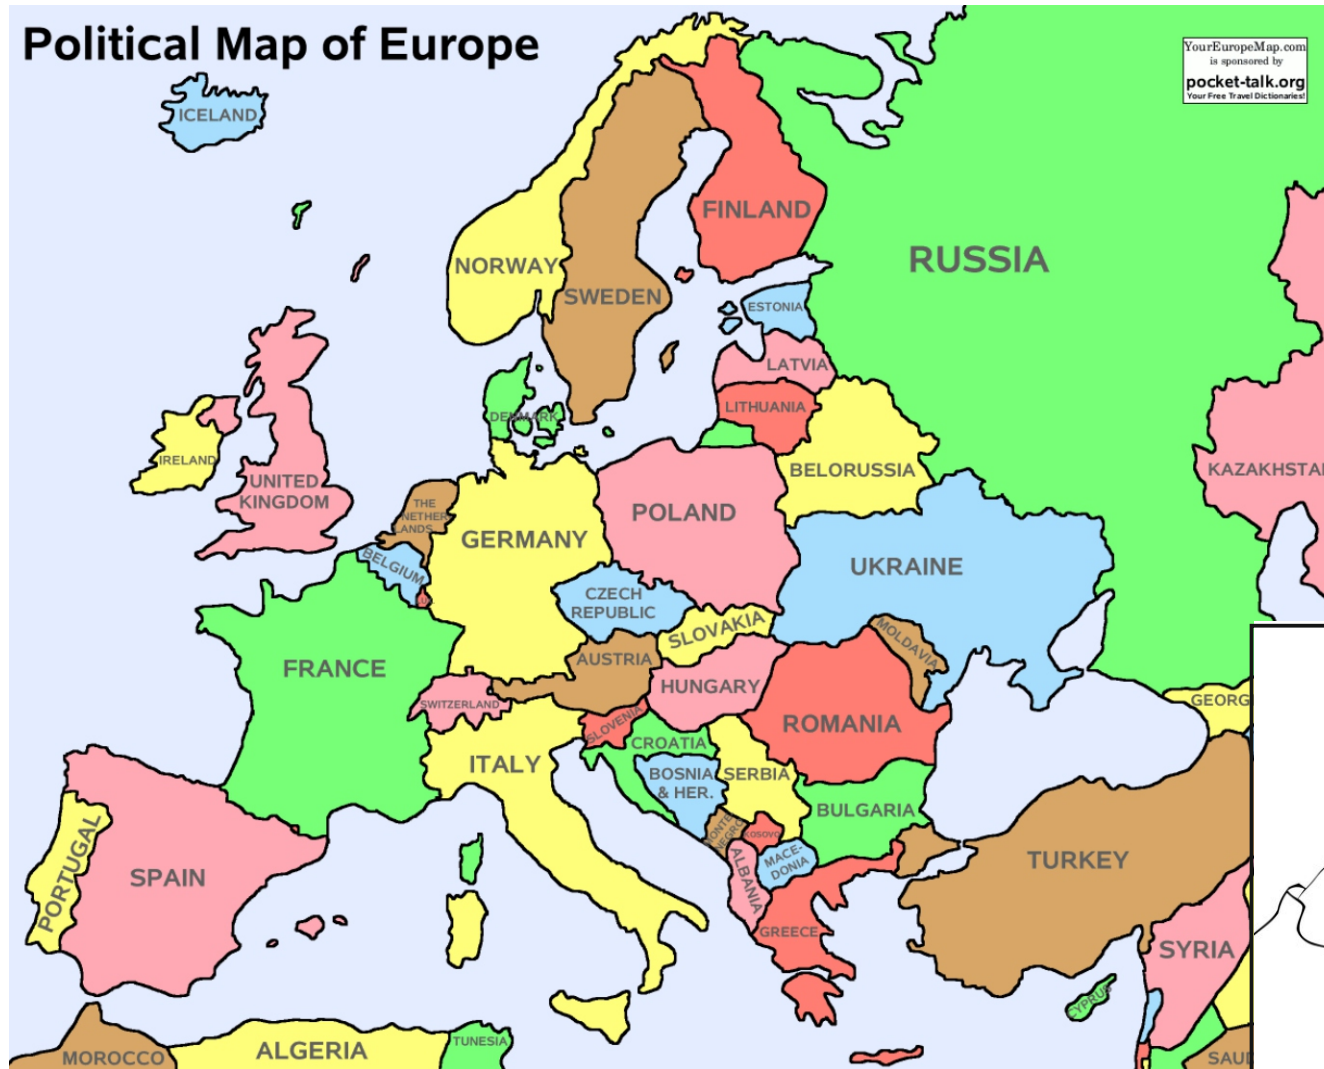 Political Map of Europe
YourEuropeMap.com
is sponsored by
pocket-talk.org
Your Free Travel Dictionaries!
ICELAND
FINLAND
NORWAY
RUSSIA
SWEDEN
ESTONIA
LATVIA
LITHUANIA
DENMARK
IRELAND
UNITED
KINGDOM
BELORUSSIA
KAZAKHSTA
THE
NETHER
LANDS
GERMANY
POLAND
BELGIUM
UKRAINE
CZECH
REPUBLIC
SLOVAKIA
MOLDAVIA
FRANCE
AUSTRIA
SWITZERLAND
HUNGARY
GEORG
SLOVENIA
ROMANIA
CROATIA
ITALY
BOSNIA
& HER.
SERBIA
BULGARIA
MONTE
NEGRO
KOSOVO
PORTUGAL
SPAIN
ALBANIA
MACE-
DONIA
TURKEY
GREECE
SYRIA
CYPRUS
MOROCCO
ALGERIA
TUNESIA
SAUD